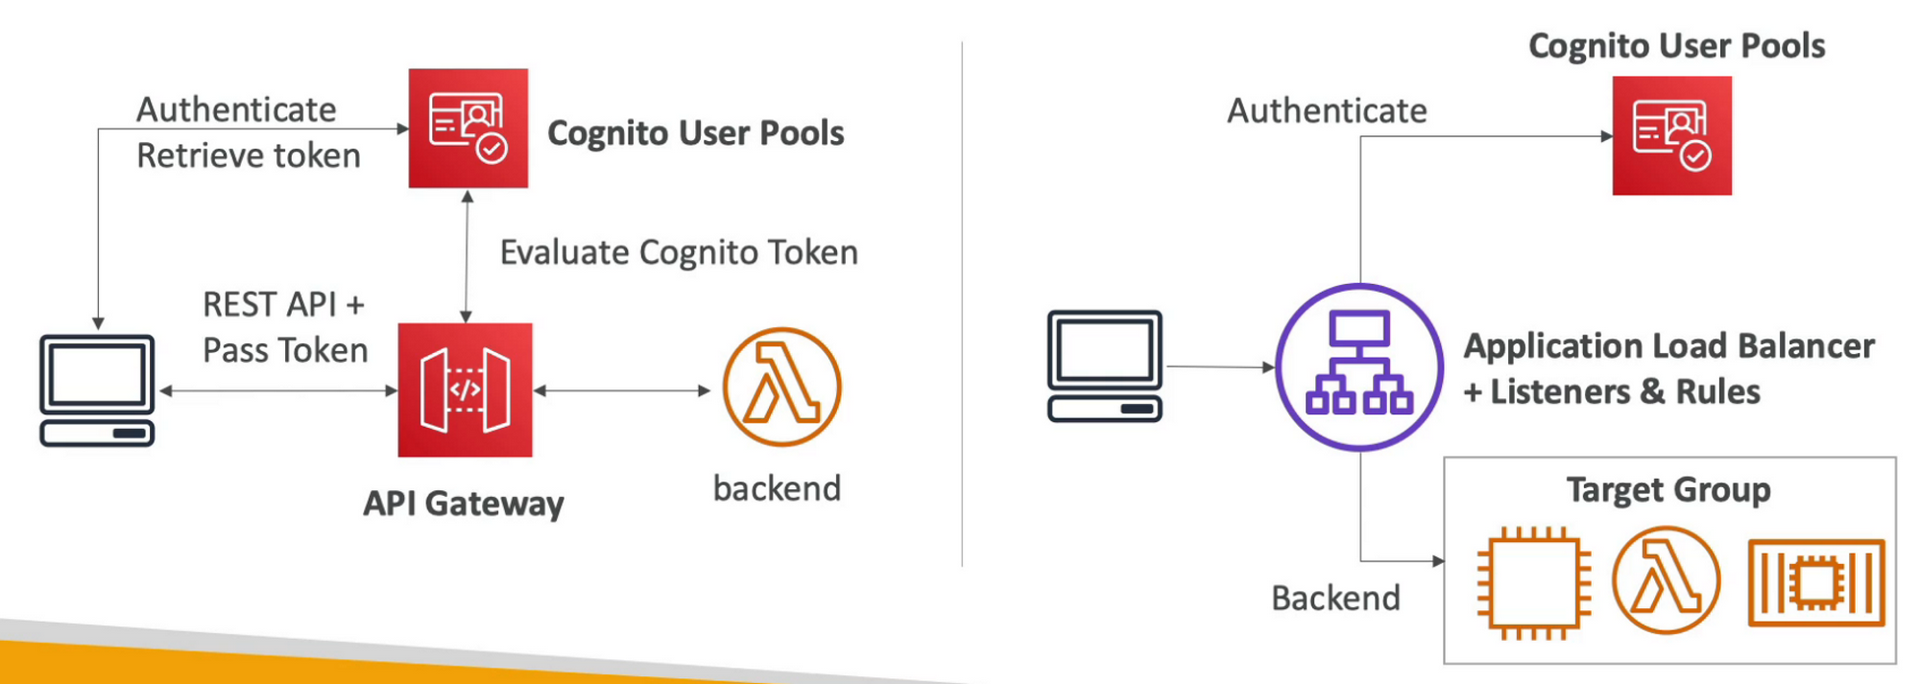 Authenticate
Retrieve token
Cognito User Pools
Evaluate Cognito Token
REST API +
Pass Token
</>
API Gateway
backend
Cognito User Pools
Authenticate
Application Load Balancer
+ Listeners & Rules
Target Group
Backend